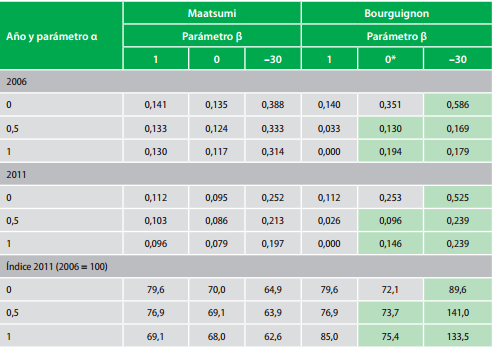 Maatsumi Bourguignon
Año y parámetro α Parámetro β Parámetro β
1 0 –30 1 0* –30
2006
0 0,141 0,135 0,388 0,140 0,351 0,586
0,5 0,133 0,124 0,333 0,033 0,130 0,169
1 0,130 0,117 0,314 0,000 0,194 0,179
2011
0 0,112 0,095 0,252 0,112 0,253 0,525
0,5 0,103 0,086 0,213 0,026 0,096 0,239
1 0,096 0,079 0,197 0,000 0,146 0,239
Índice 2011 (2006 = 100)
0 79,6 70,0 64,9 79,6 72,1 89,6
0,5 76,9 69,1 63,9 76,9 73,7 141,0
1 69,1 68,0 62,6 85,0 75,4 133,5